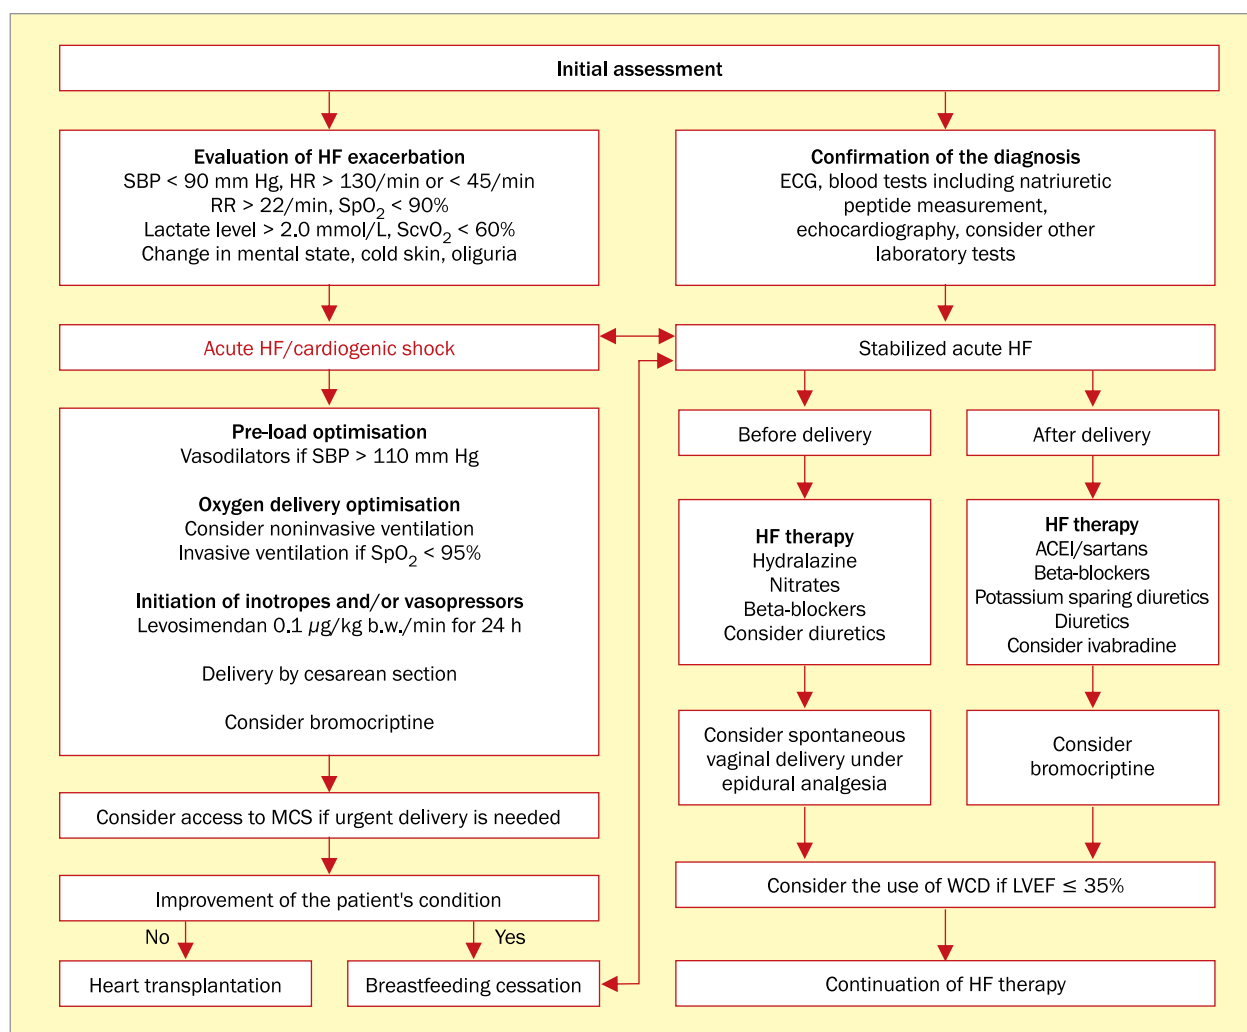 Initial assessment
Evaluation of HF exacerbation
SBP < 90 mm Hg, HR > 130/min or < 45/min
RR > 22/min, SpO₂ < 90%
Lactate level > 2.0 mmol/L, ScvO₂ < 60%
Change in mental state, cold skin, oliguria
Confirmation of the diagnosis
ECG, blood tests including natriuretic
peptide measurement,
echocardiography, consider other
laboratory tests
Acute HF/cardiogenic shock
Stabilized acute HF
Pre-load optimisation
Vasodilators if SBP > 110 mm Hg
Oxygen delivery optimisation
Consider noninvasive ventilation
Invasive ventilation if SpO₂ < 95%
Initiation of inotropes and/or vasopressors
Levosimendan 0.1 µg/kg b.w./min for 24 h
Delivery by cesarean section
Consider bromocriptine
Before delivery
After delivery
HF therapy
Hydralazine
Nitrates
Beta-blockers
Consider diuretics
HF therapy
ACEI/sartans
Beta-blockers
Potassium sparing diuretics
Diuretics
Consider ivabradine
Consider spontaneous
vaginal delivery under
epidural analgesia
Consider
bromocriptine
Consider access to MCS if urgent delivery is needed
Consider the use of WCD if LVEF ≤ 35%
Improvement of the patient's condition
No
Yes
Heart transplantation
Breastfeeding cessation
Continuation of HF therapy